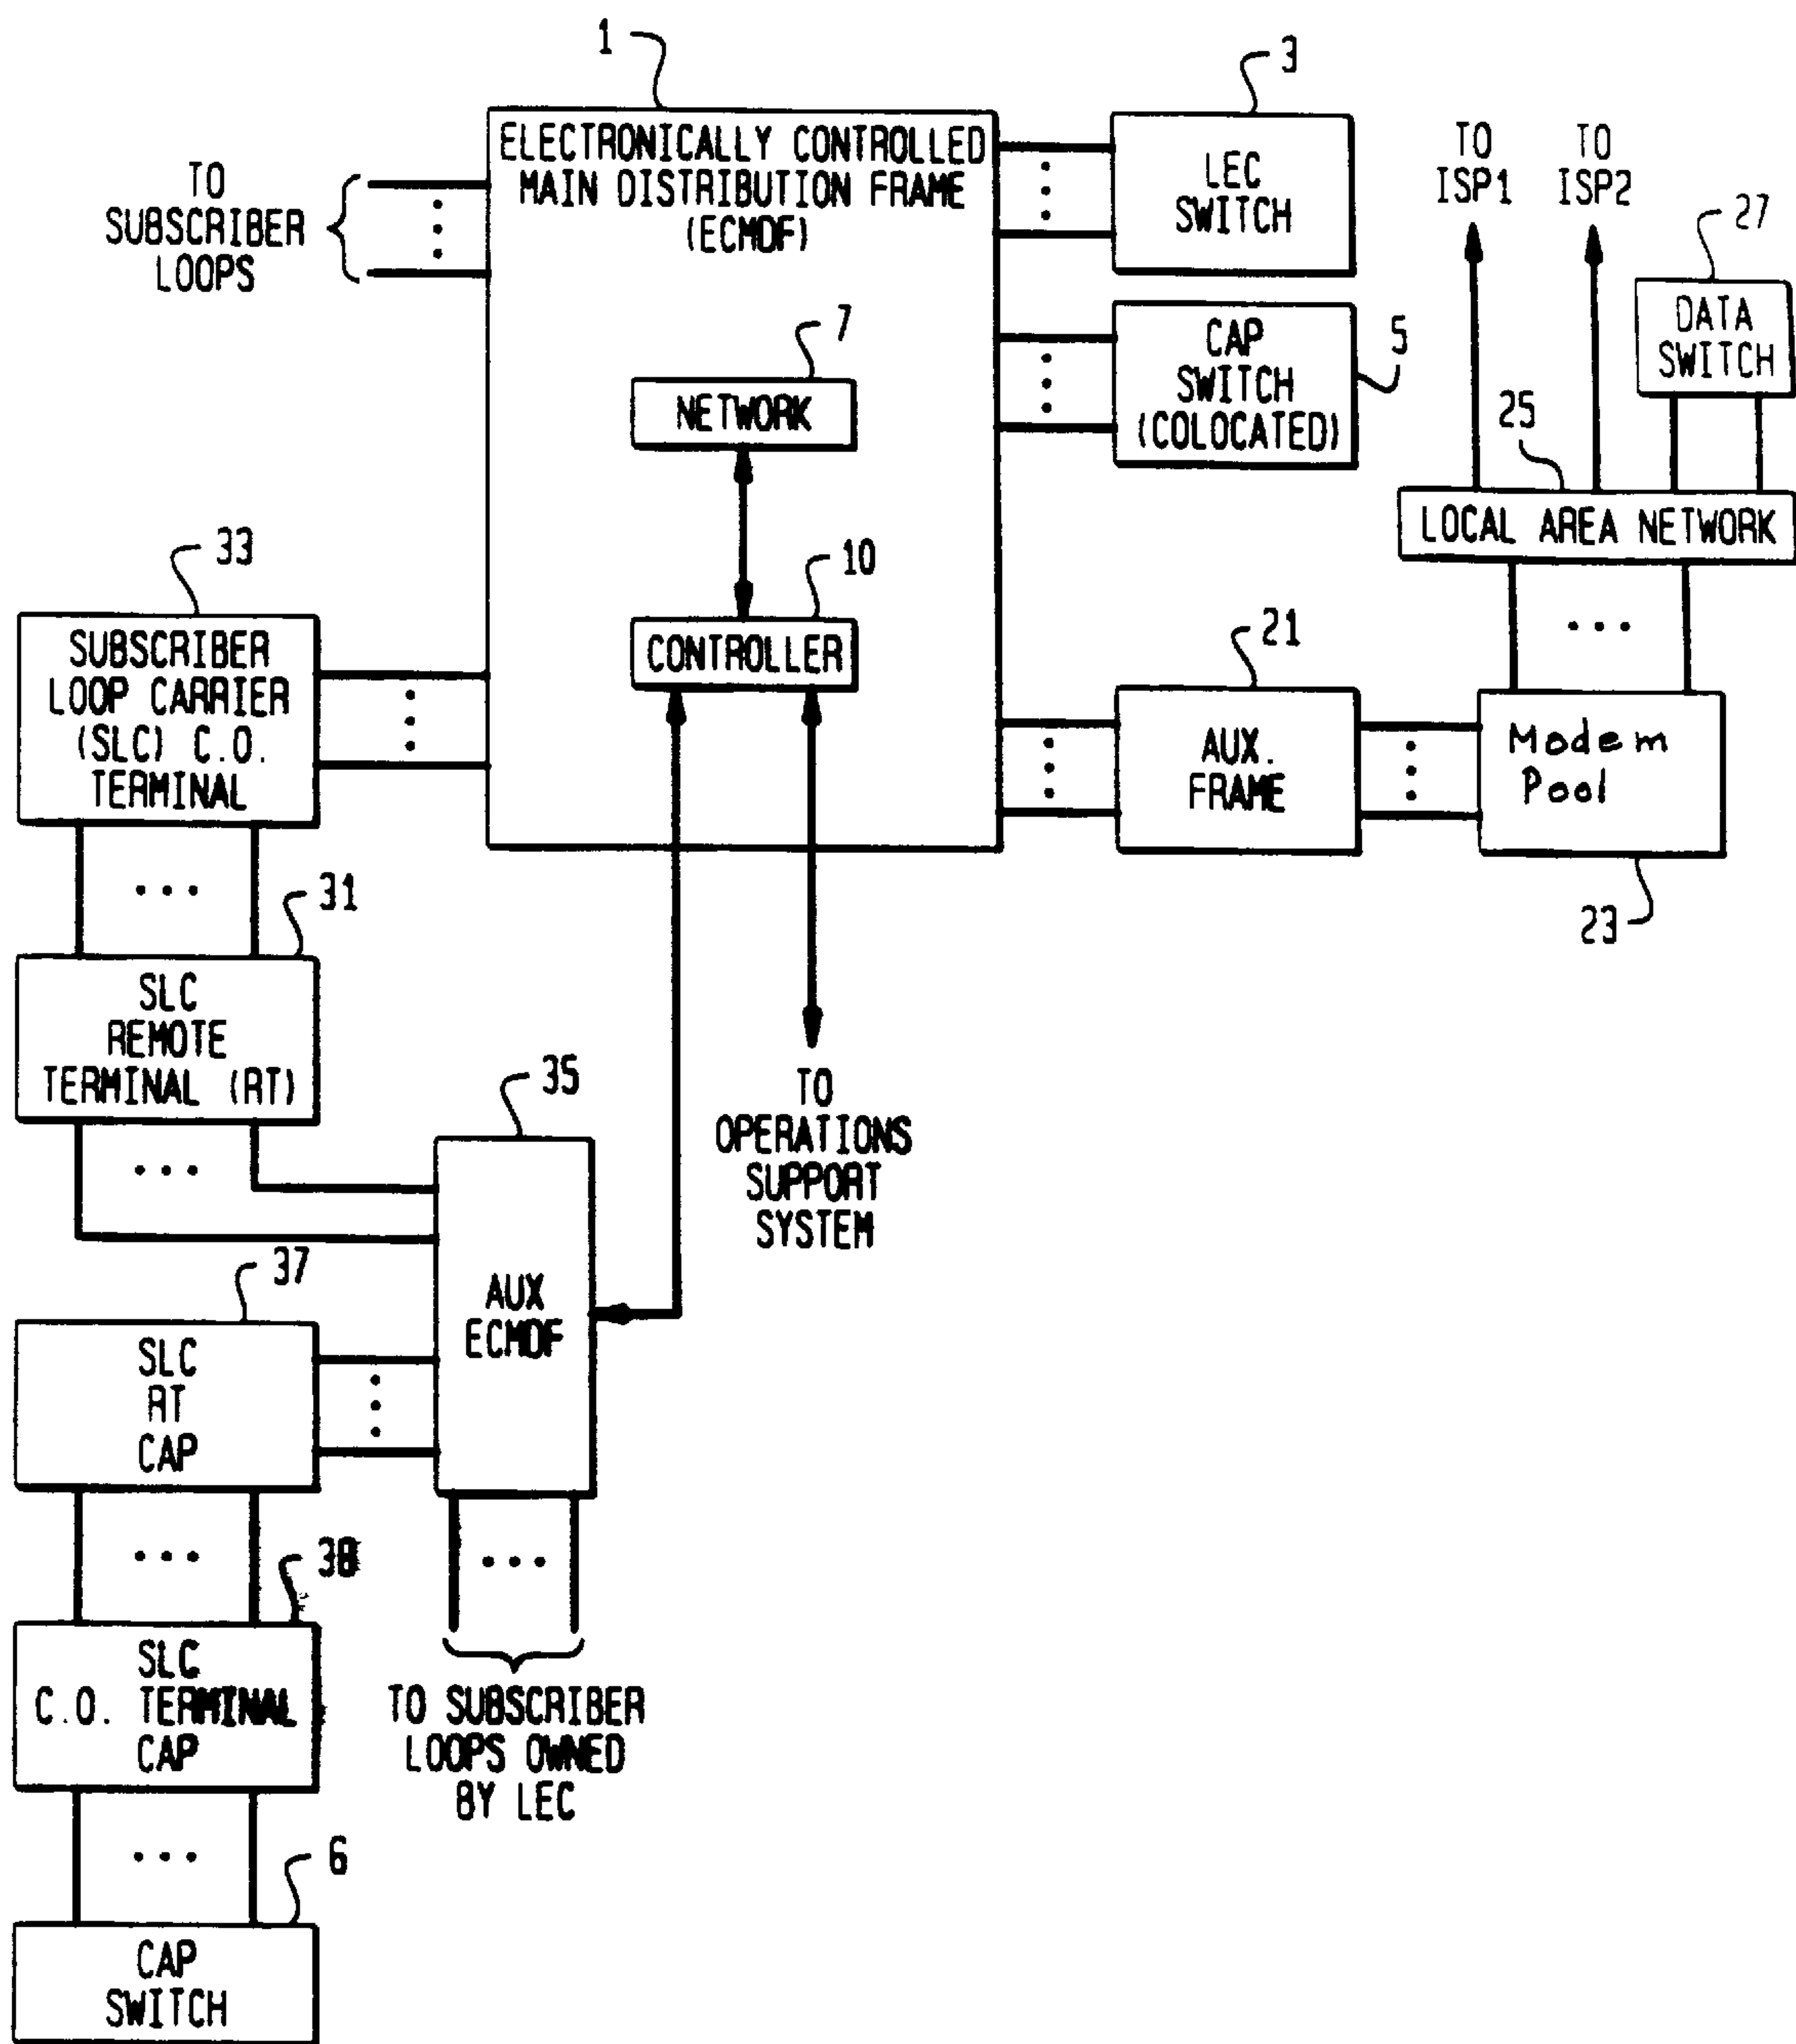 1
ELECTRONICALLY CONTROLLED
MAIN DISTRIBUTION FRAME
(ECMDF)
TO
SUBSCRIBER
LOOPS
3
LEC
SWITCH
TO
ISP1
TO
ISP2
27
DATA
SWITCH
7
NETWORK
CAP
SWITCH
(COLOCATED)
5
25
LOCAL AREA NETWORK
33
SUBSCRIBER
LOOP CARRIER
(SLC) C.O.
TERMINAL
10
CONTROLLER
21
AUX.
FRAME
Modem
Pool
23
31
SLC
REMOTE
TERMINAL (RT)
TO
OPERATIONS
SUPPORT
SYSTEM
35
AUX
ECMDF
37
SLC
RT
CAP
38
SLC
C.O. TERMINAL
CAP
TO SUBSCRIBER
LOOPS OWNED
BY LEC
6
CAP
SWITCH